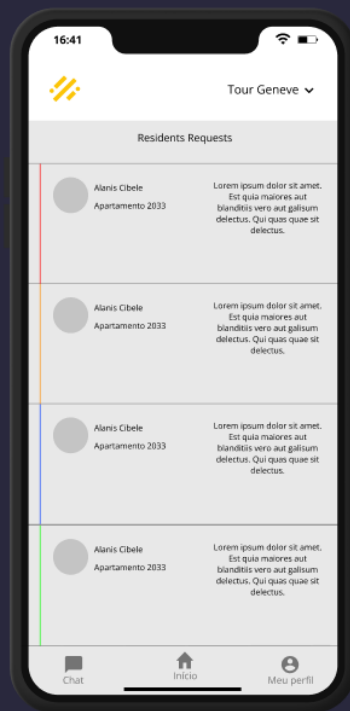 16:41
Tour Geneve
Residents Requests
Alanis Cibele
Apartamento 2033
Lorem ipsum dolor sit amet.
Est quia maiores aut
blanditiis vero aut galisum
delectus. Qui quas quae sit
delectus.
Alanis Cibele
Apartamento 2033
Lorem ipsum dolor sit amet.
Est quia maiores aut
blanditiis vero aut galisum
delectus. Qui quas quae sit
delectus.
Alanis Cibele
Apartamento 2033
Lorem ipsum dolor sit amet.
Est quia maiores aut
blanditiis vero aut galisum
delectus. Qui quas quae sit
delectus.
Alanis Cibele
Apartamento 2033
Lorem ipsum dolor sit amet.
Est quia maiores aut
blanditiis vero aut galisum
delectus. Qui quas quae sit
delectus.
Chat
Início
Meu perfil